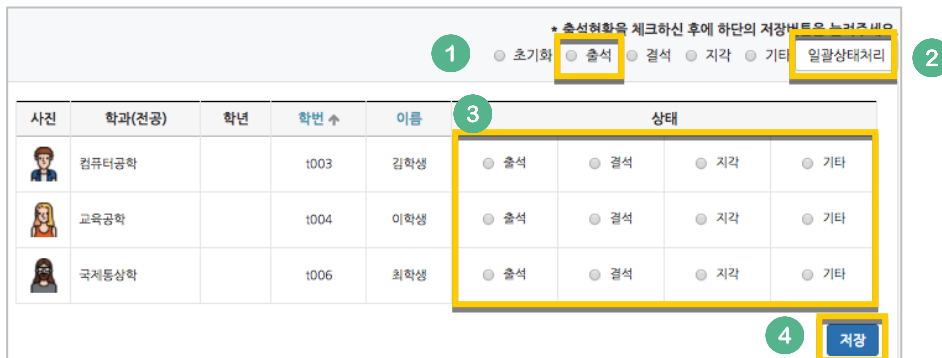 * 출석현황을 체크하신 후에 하단의 저장버튼을 눌러주세요.
1 초기화 출석 결석 지각 기타 일괄상태처리 2
사진 학과(전공) 학년 학번 이름 3 상태
컴퓨터공학 t003 김학생 출석 결석 지각 기타
교육공학 t004 이학생 출석 결석 지각 기타
국제통상학 t006 최학생 출석 결석 지각 기타
4 저장